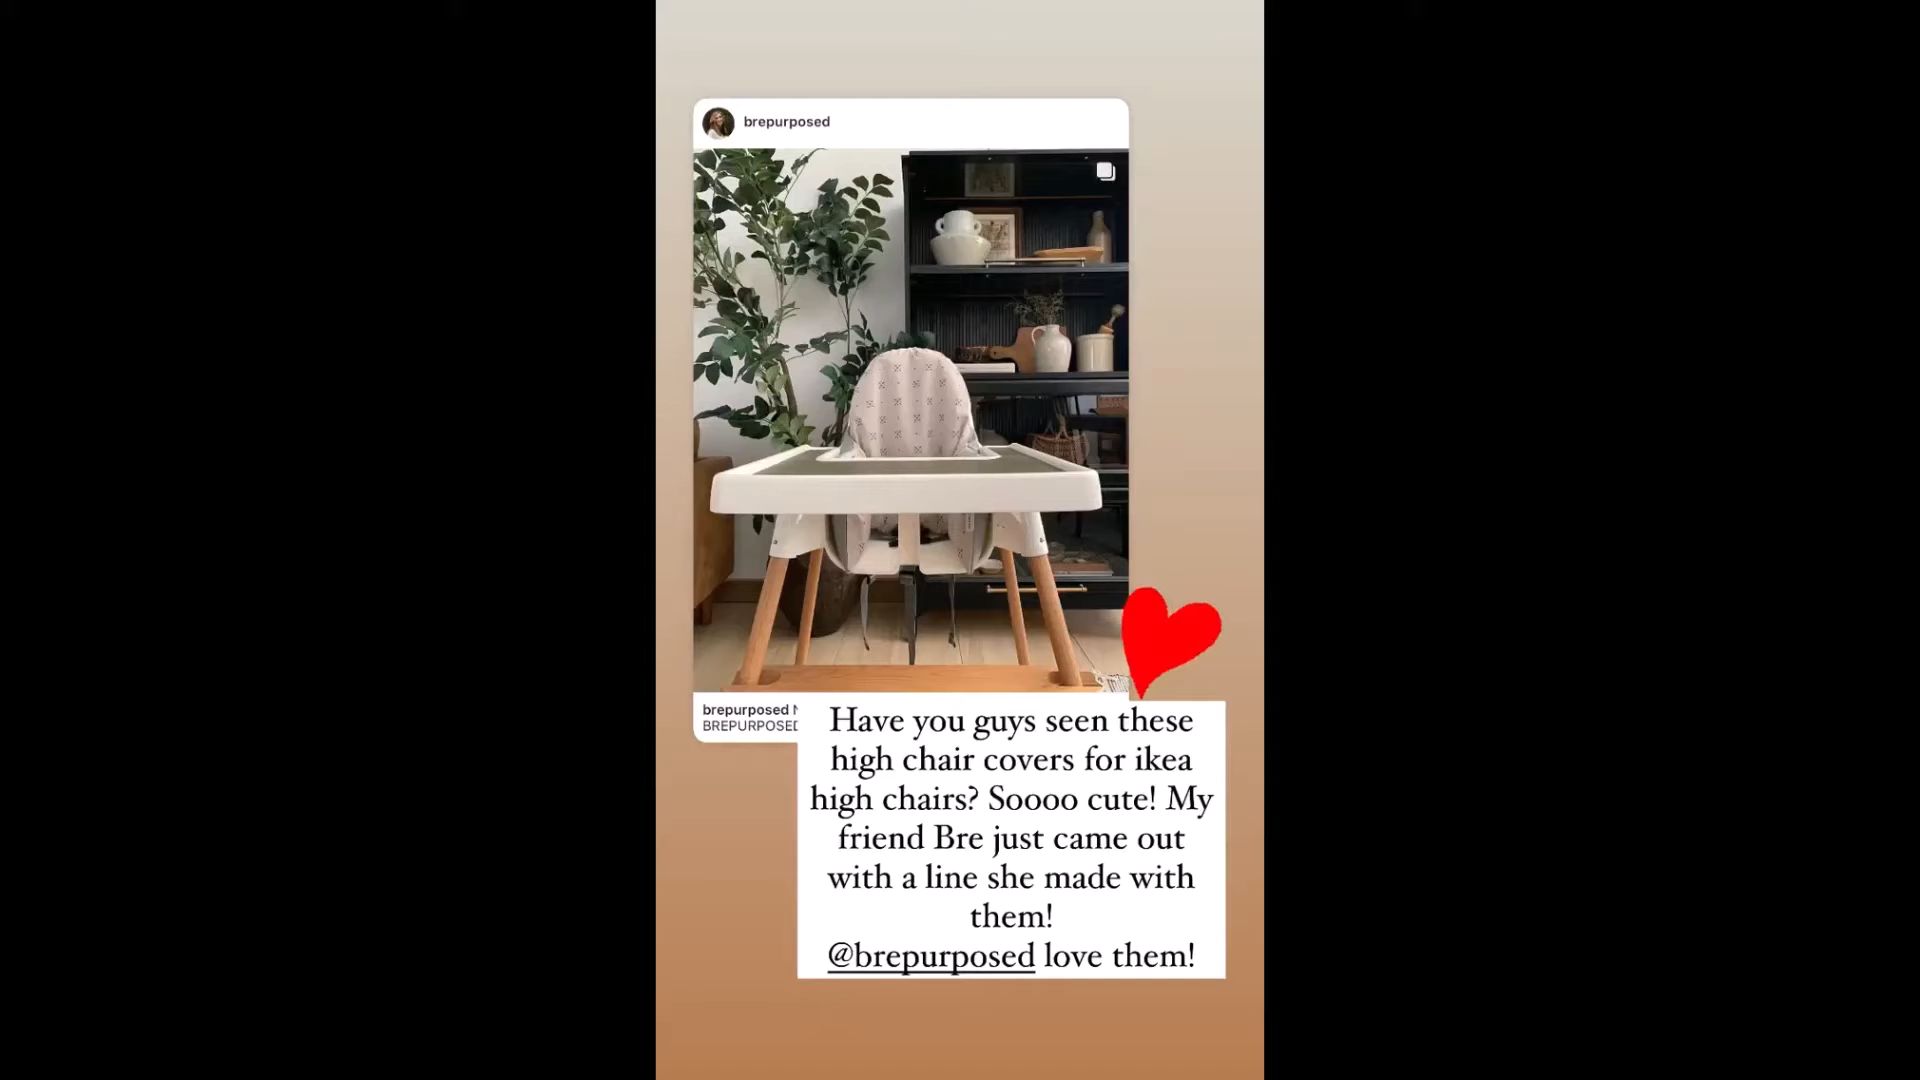 brepurposed
brepurposed
BREPURPOSED
Have you guys seen these
high chair covers for ikea
high chairs? Soooo cute! My
friend Bre just came out
with a line she made with
them!
@brepurposed love them!